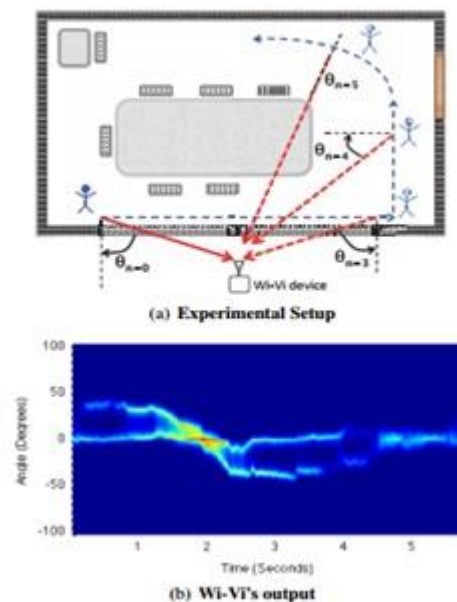 θn=5
θn=4
θn=0
θn=3
Wi-Vi device
(a) Experimental Setup
100
50
0
-50
-100
Angle (Degrees)
1 2 3 4 5
Time (Seconds)
(b) Wi-Vi's output